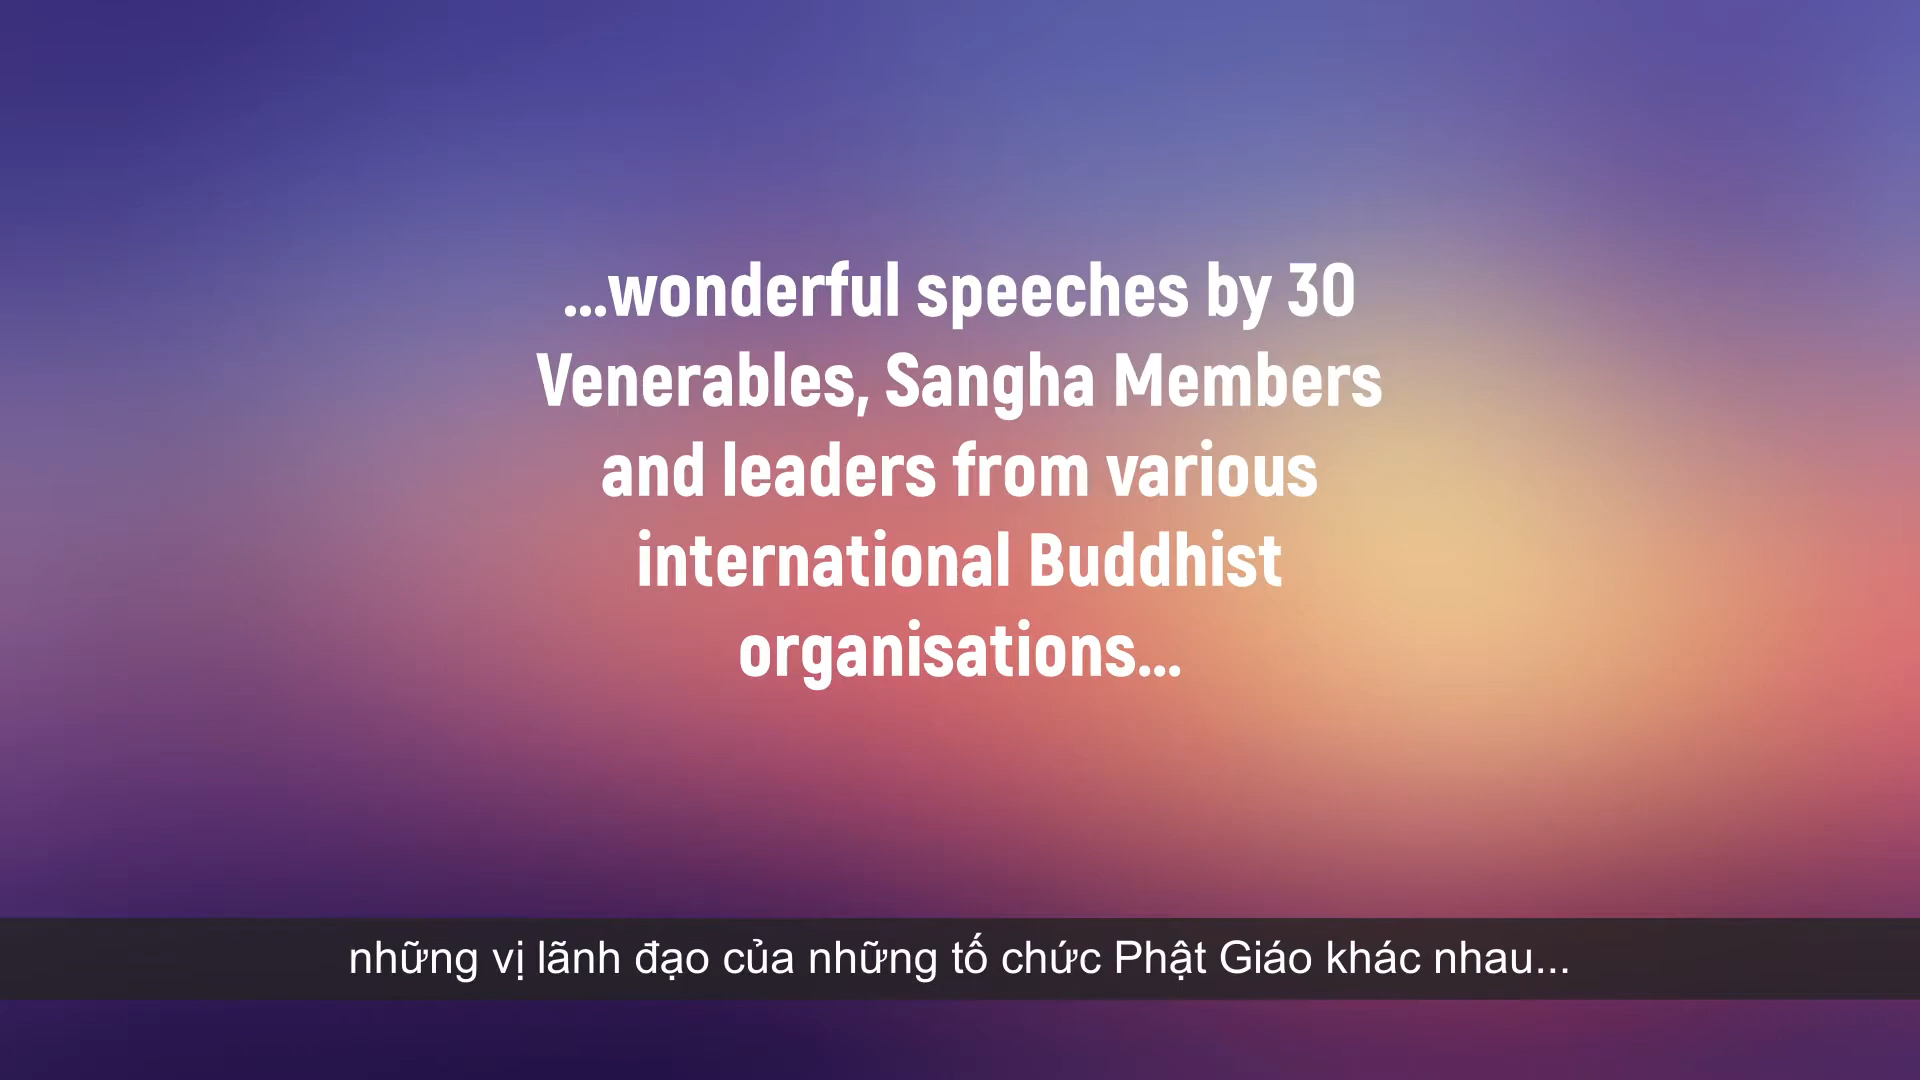 ...wonderful speeches by 30
Venerables, Sangha Members
and leaders from various
international Buddhist
organisations...
những vị lãnh đạo của những tố chức Phật Giáo khác nhau...